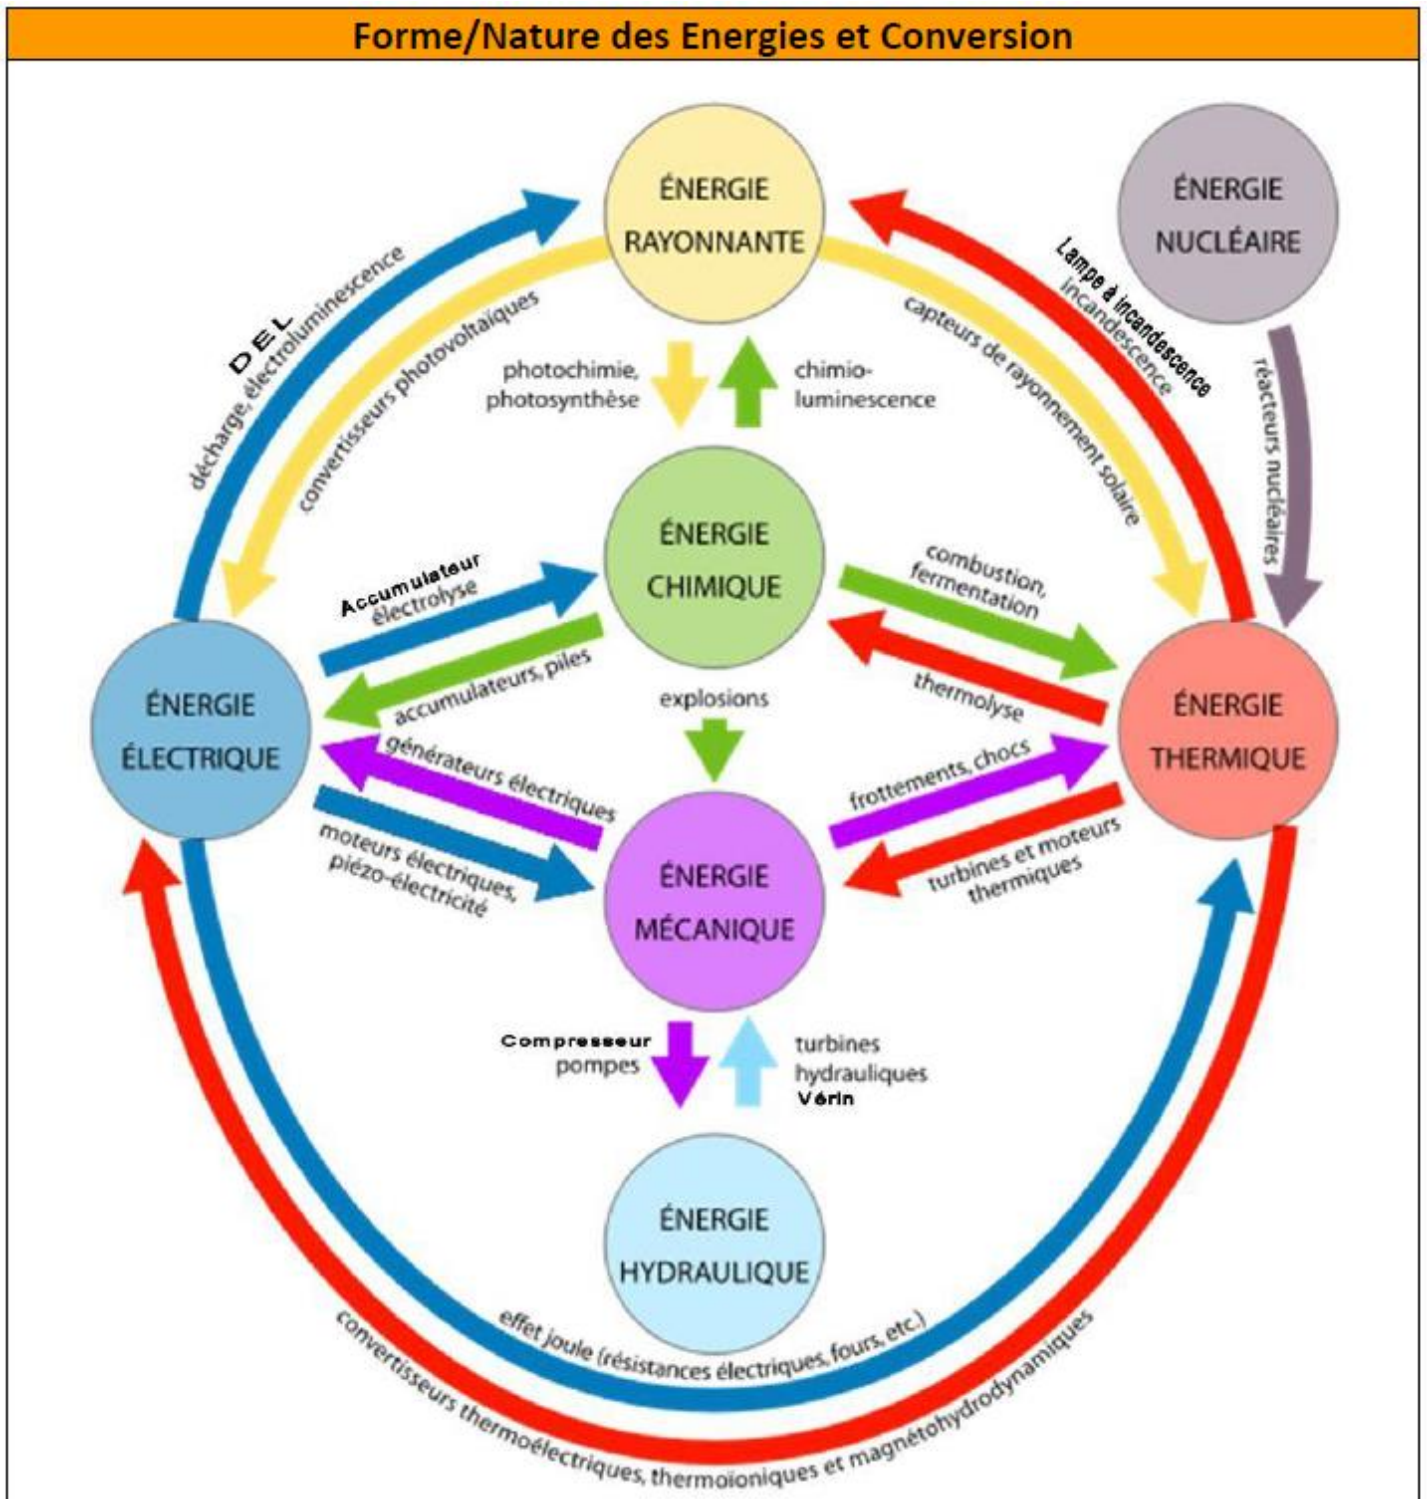 Forme/Nature des Energies et Conversion
ÉNERGIE
RAYONNANTE
ÉNERGIE
NUCLÉAIRE
DEL
décharge, électroluminescence
convertisseurs photovoltaïques
photochimie,
photosynthèse
chimio-
luminescence
capteurs de rayonnement solaire
Lampe à incandescence
incandescence
réacteurs nucléaires
ÉNERGIE
CHIMIQUE
Accumulateur
électrolyse
accumulateurs, piles
combustion,
fermentation
thermolyse
explosions
ÉNERGIE
ÉLECTRIQUE
ÉNERGIE
THERMIQUE
générateurs électriques
moteurs électriques,
piézo-électricité
frottements, chocs
turbines et moteurs
thermiques
ÉNERGIE
MÉCANIQUE
Compresseur
pompes
turbines
hydrauliques
Vérin
ÉNERGIE
HYDRAULIQUE
effet joule (résistances électriques, fours, etc.)
convertisseurs thermoélectriques, thermoïoniques et magnétohydrodynamiques